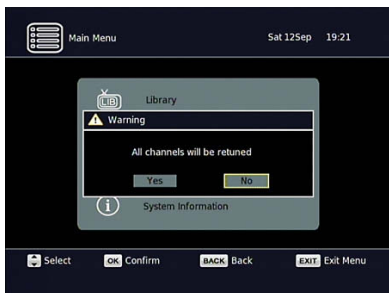 Main Menu
Sat 12Sep 19:21
LIB
Library
Warning
All channels will be retuned
Yes
No
i
System Information
Select
OK Confirm
BACK Back
EXIT Exit Menu